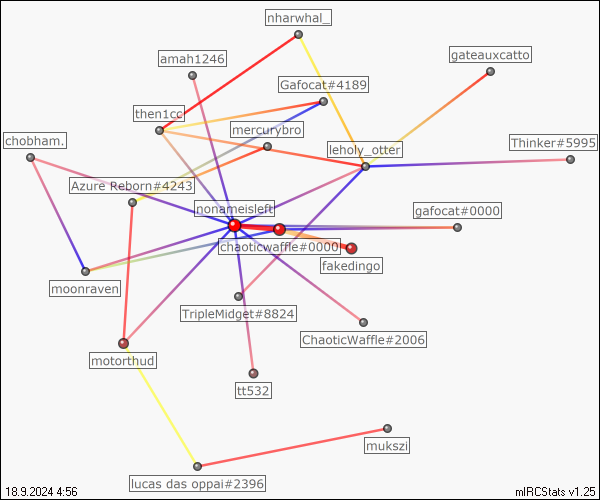 nharwhal_
amah1246
gateauxcatto
Gafocat#4189
then1cc
mercurybro
chobham.
leholy_otter
Thinker#5995
Azure Reborn#4243
nonameisleft
gafocat#0000
chaoticwaffle#0000
fakedingo
moonraven
TripleMidget#8824
ChaoticWaffle#2006
motorthud
tt532
mukszi
lucas das oppai#2396
18.9.2024 4:56
mIRCStats v1.25